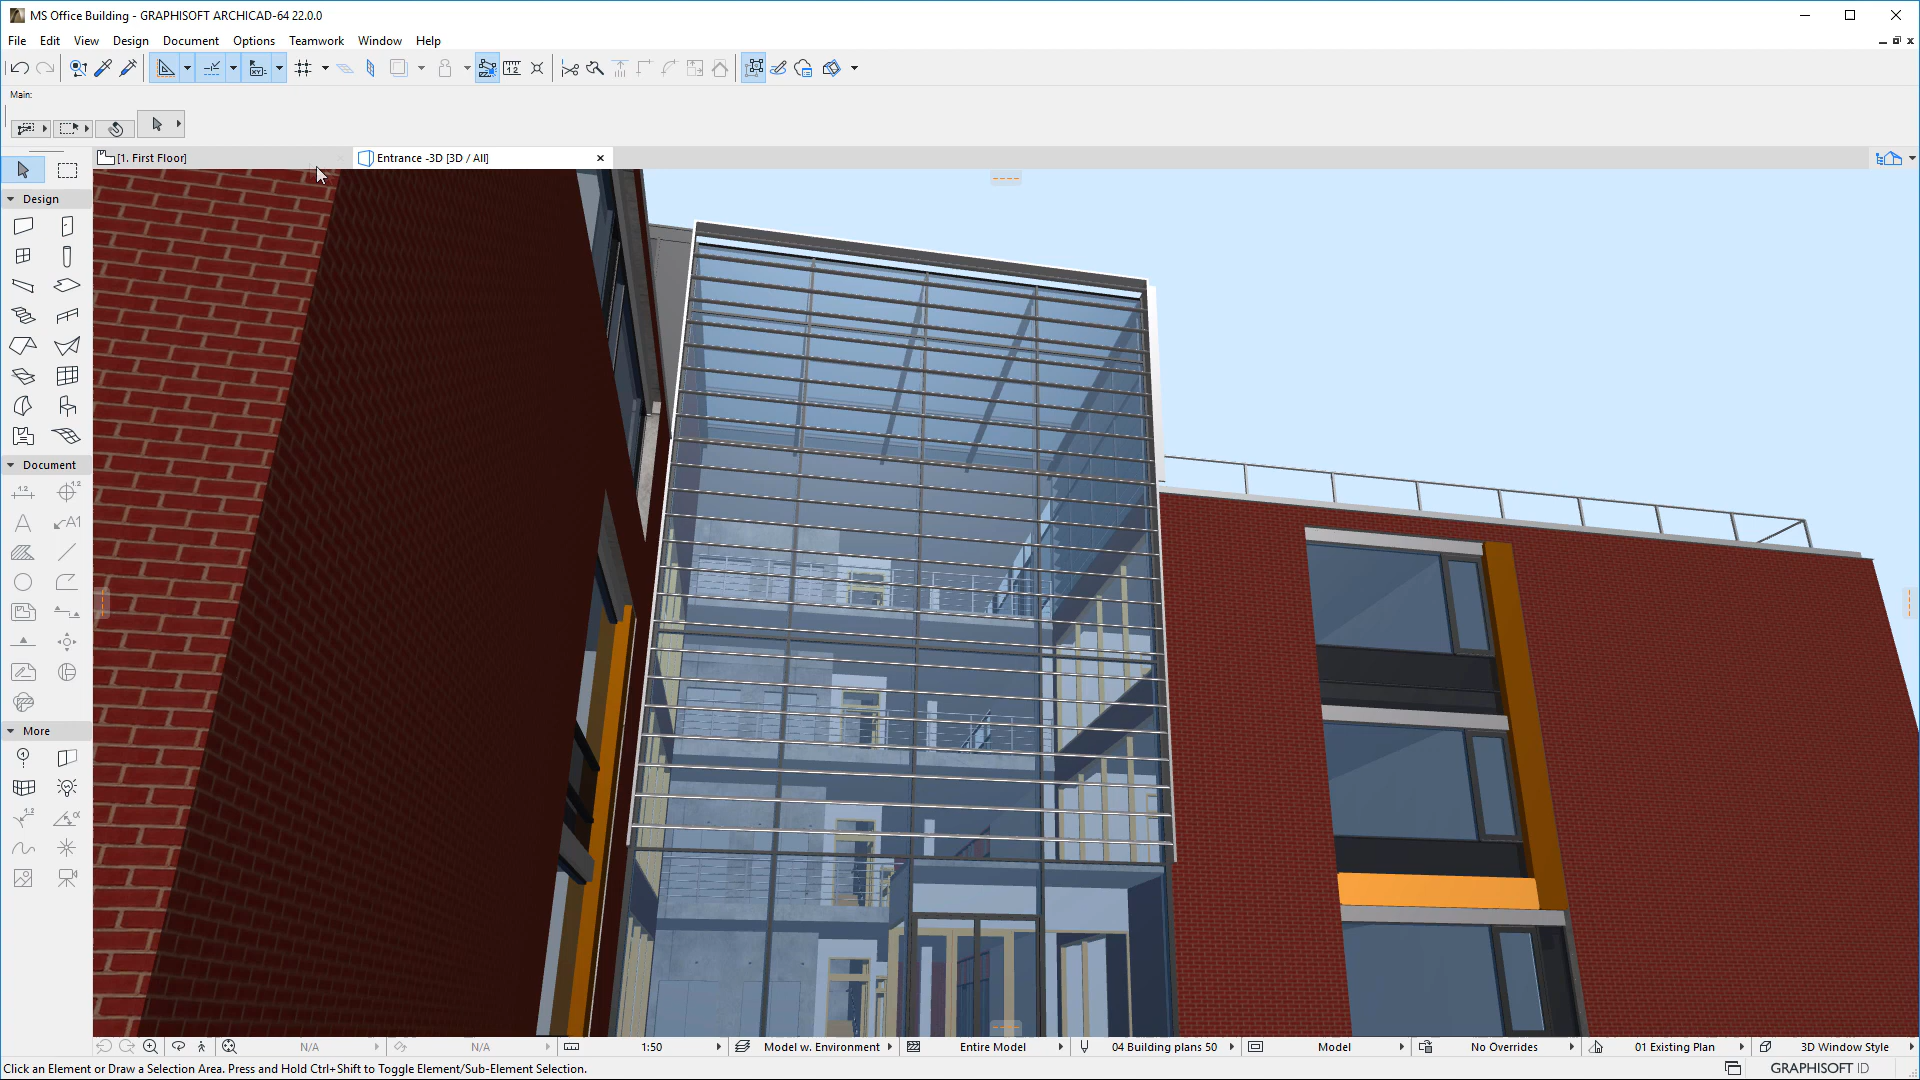 MS Office Building - GRAPHISOFT ARCHICAD-64 22.0.0
File Edit View Design Document Options Teamwork Window Help
Main:
[1. First Floor]
Entrance -3D [3D / All]
Design
Document
More
N/A
N/A
1:50
Model w. Environment
Entire Model
04 Building plans 50
Model
No Overrides
01 Existing Plan
3D Window Style
Click an Element or Draw a Selection Area. Press and Hold Ctrl+Shift to Toggle Element/Sub-Element Selection.
GRAPHISOFT ID